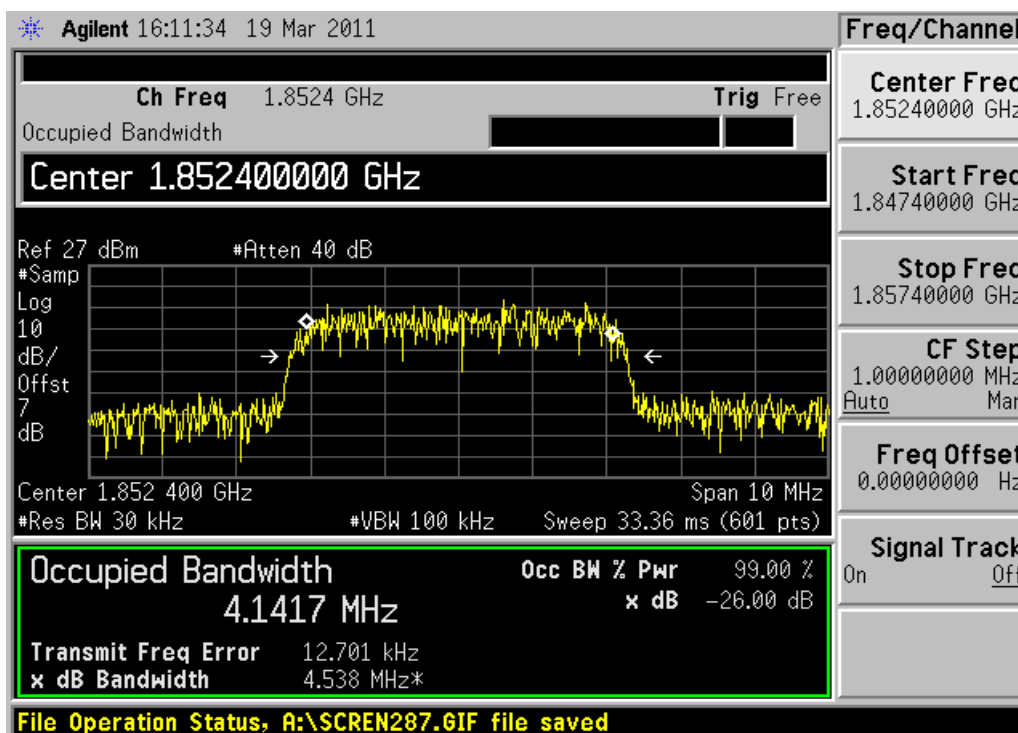 Agilent 16:11:34 19 Mar 2011
Freq/Channel
Ch Freq 1.8524 GHz
Trig Free
Occupied Bandwidth
Center 1.852400000 GHz
Ref 27 dBm
#Atten 40 dB
#Samp
Log
10
dB/
Offst
7
dB
Center 1.852 400 GHz
Span 10 MHz
#Res BW 30 kHz
#VBW 100 kHz
Sweep 33.36 ms (601 pts)
Occupied Bandwidth
4.1417 MHz
Occ BW % Pwr 99.00 %
x dB -26.00 dB
Transmit Freq Error 12.701 kHz
x dB Bandwidth 4.538 MHz*
File Operation Status, A:\SCREN287.GIF file saved
Center Freq
1.85240000 GHz
Start Freq
1.84740000 GHz
Stop Freq
1.85740000 GHz
CF Step
1.00000000 MHz
Auto Man
Freq Offset
0.00000000 Hz
Signal Track
On Off